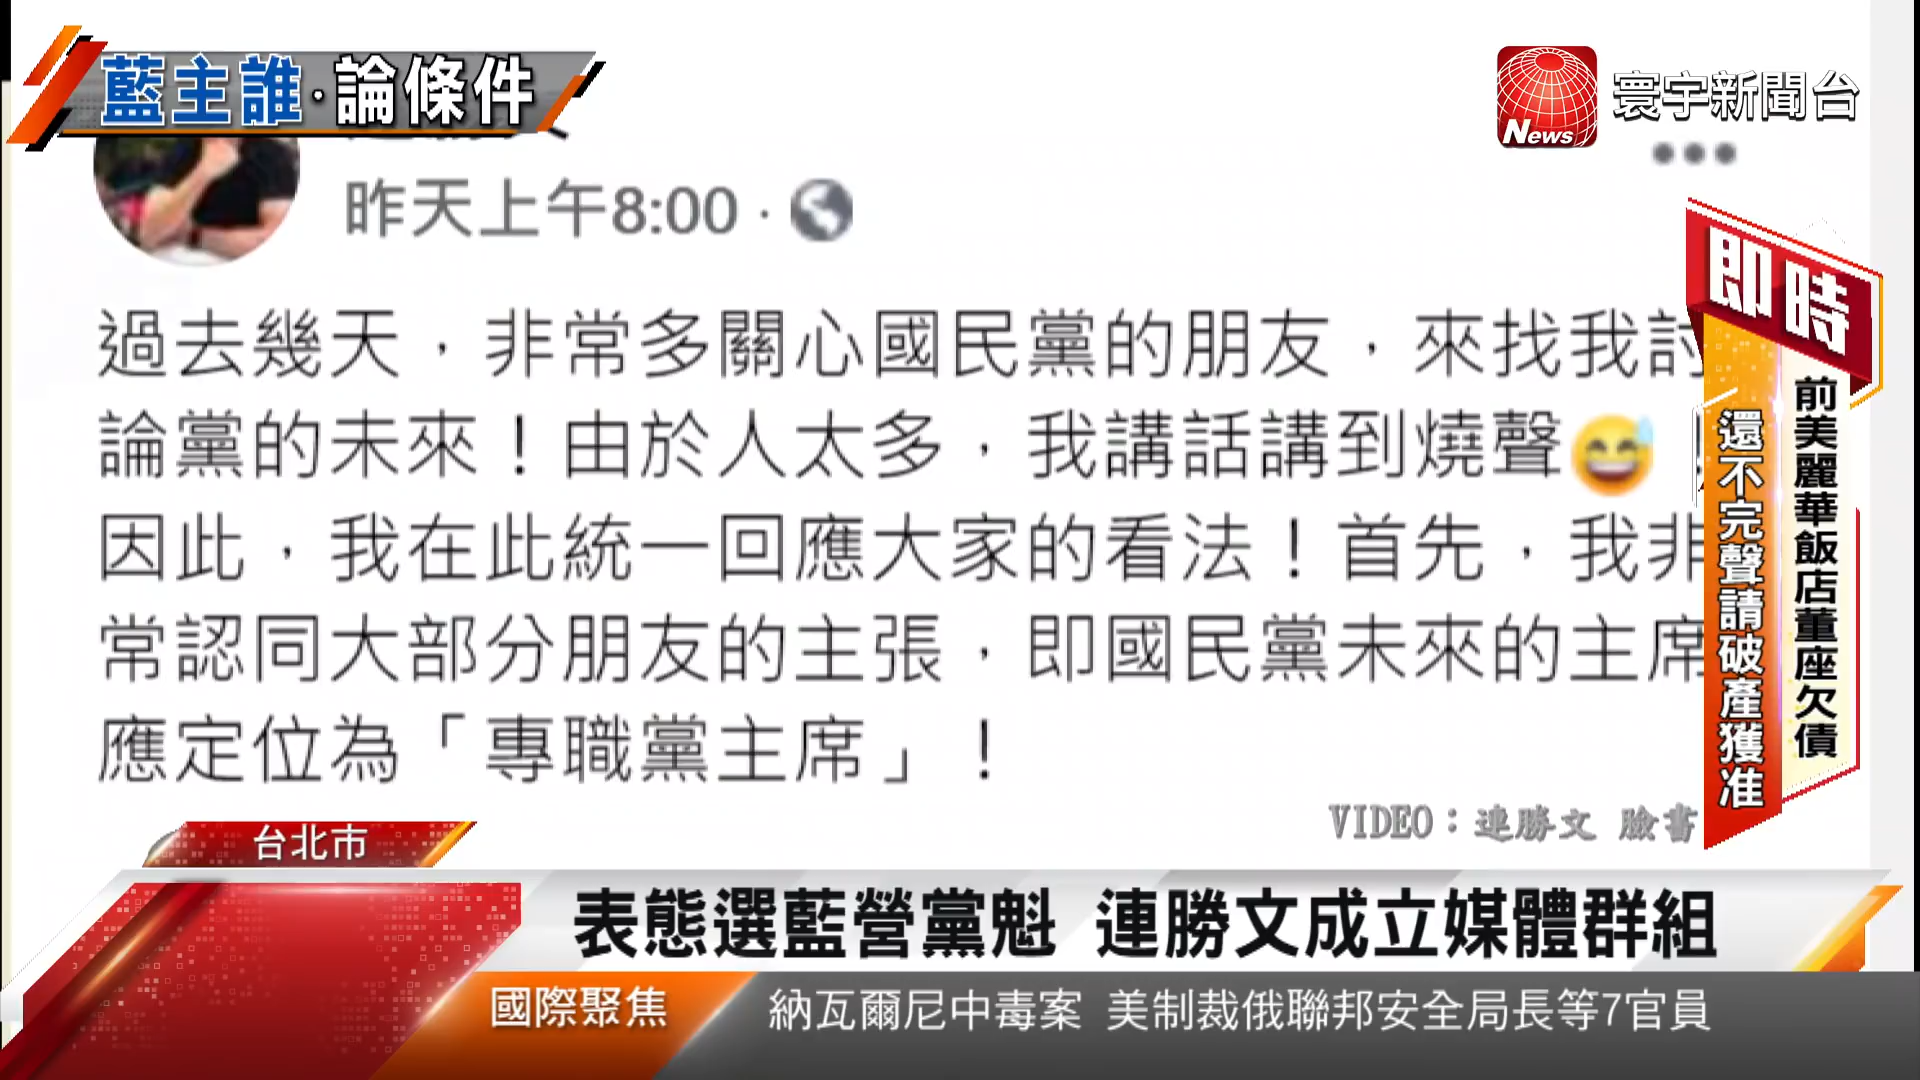 藍主誰·論條件
News
寰宇新聞台
昨天上午8:00 ·
過去幾天，非常多關心國民黨的朋友，來找我討
論黨的未來！由於人太多，我講話講到燒聲😅！
因此，我在此統一回應大家的看法！首先，我非
常認同大部分朋友的主張，即國民黨未來的主席
應定位為「專職黨主席」！
即時
前美麗華飯店董座欠債
還不完聲請破產獲准
VIDEO：連勝文 臉書
台北市
表態選藍營黨魁 連勝文成立媒體群組
國際聚焦
納瓦爾尼中毒案 美制裁俄聯邦安全局長等7官員